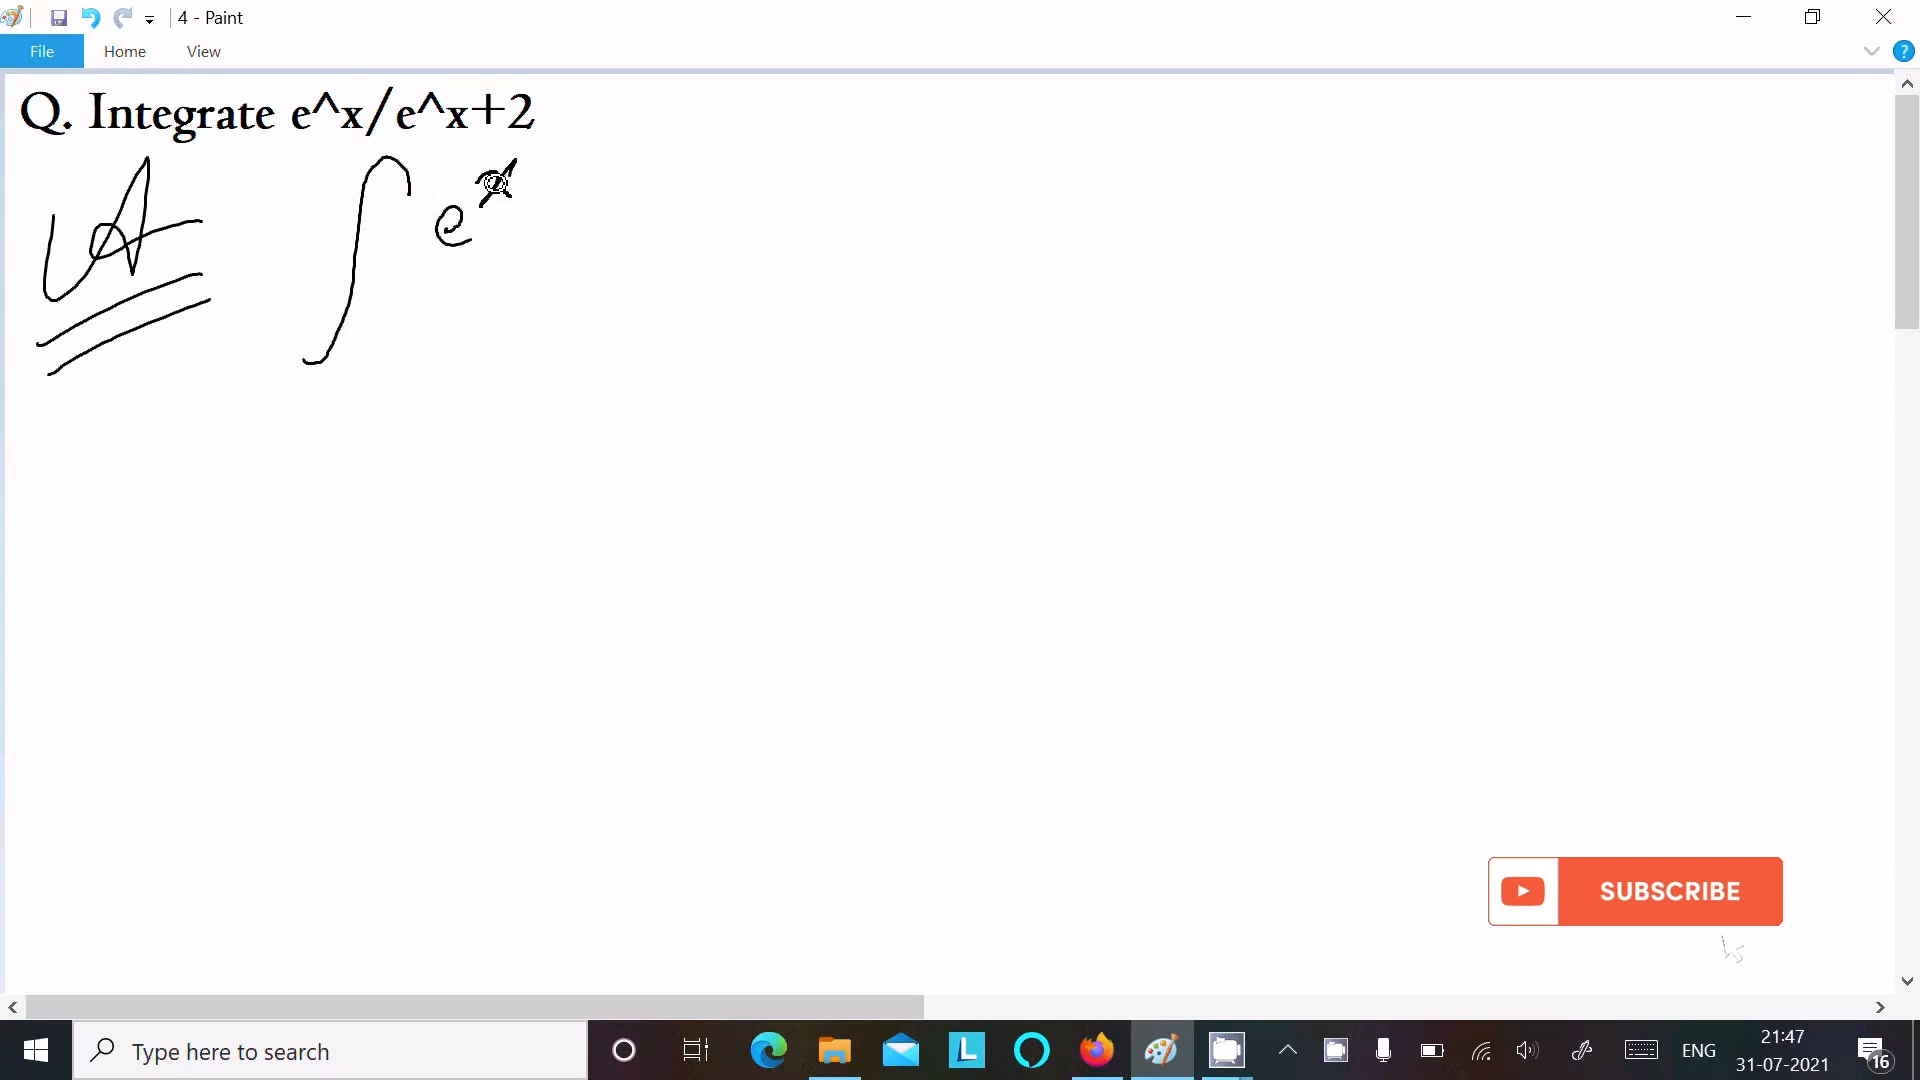 4 - Paint
File Home View
Q. Integrate e^x/e^x+2
∫ e^x
SUBSCRIBE
Type here to search
L
ENG
21:47
31-07-2021
16